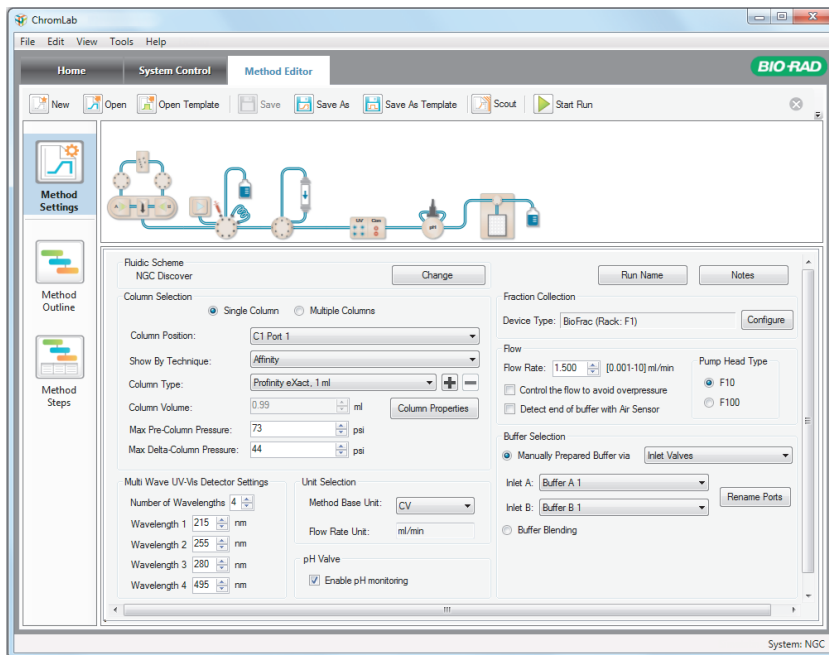 ChromLab
File Edit View Tools Help
Home System Control Method Editor BIO-RAD
New Open Open Template Save Save As Save As Template Scout Start Run
Method Settings
Method Outline
Method Steps
UV Con
pH
Fluidic Scheme
NGC Discover Change Run Name Notes
Column Selection
Single Column Multiple Columns
Column Position: C1 Port 1
Show By Technique: Affinity
Column Type: Profinity eXact, 1 ml
Column Volume: 0.99 ml Column Properties
Max Pre-Column Pressure: 73 psi
Max Delta-Column Pressure: 44 psi
Multi Wave UV-Vis Detector Settings
Number of Wavelengths 4
Wavelength 1 215 nm
Wavelength 2 255 nm
Wavelength 3 280 nm
Wavelength 4 495 nm
Unit Selection
Method Base Unit: CV
Flow Rate Unit: ml/min
pH Valve
Enable pH monitoring
Fraction Collection
Device Type: BioFrac (Rack: F1) Configure
Flow
Flow Rate: 1.500 [0.001-10] ml/min
Control the flow to avoid overpressure
Detect end of buffer with Air Sensor
Pump Head Type
F10
F100
Buffer Selection
Manually Prepared Buffer via Inlet Valves
Inlet A: Buffer A 1
Inlet B: Buffer B 1
Rename Ports
Buffer Blending
System: NGC